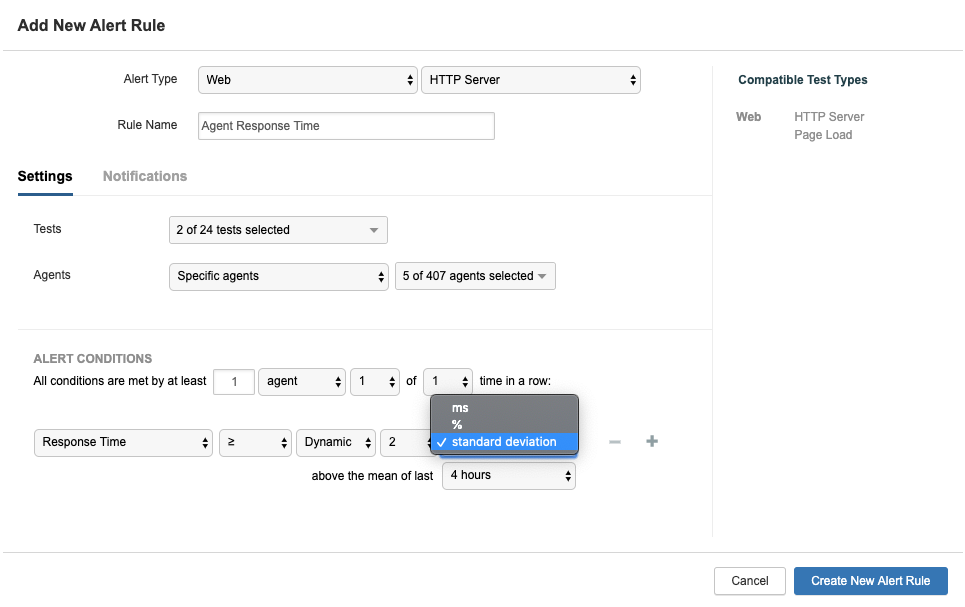 Add New Alert Rule
Alert Type Web HTTP Server
Rule Name Agent Response Time
Compatible Test Types
Web HTTP Server
Page Load
Settings Notifications
Tests 2 of 24 tests selected
Agents Specific agents 5 of 407 agents selected
ALERT CONDITIONS
All conditions are met by at least 1 agent 1 of 1 time in a row:
ms
%
✓ standard deviation
Response Time ≥ Dynamic 2 − +
above the mean of last 4 hours
Cancel Create New Alert Rule